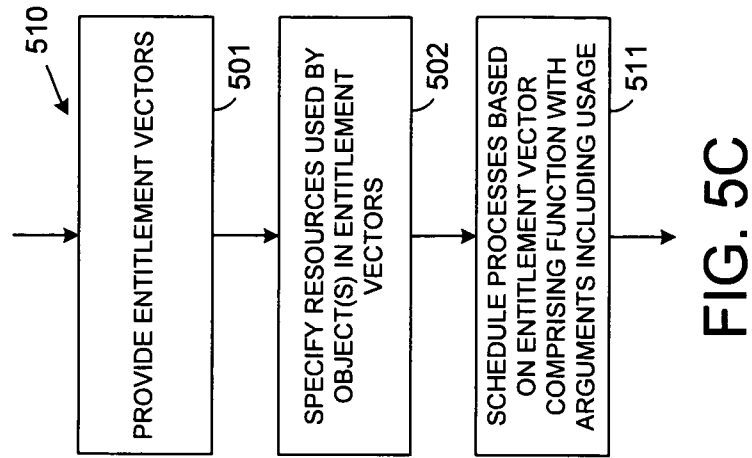 510
PROVIDE ENTITLEMENT VECTORS
501
SPECIFY RESOURCES USED BY
OBJECT(S) IN ENTITLEMENT
VECTORS
502
SCHEDULE PROCESSES BASED
ON ENTITLEMENT VECTOR
COMPRISING FUNCTION WITH
ARGUMENTS INCLUDING USAGE
511
FIG. 5C